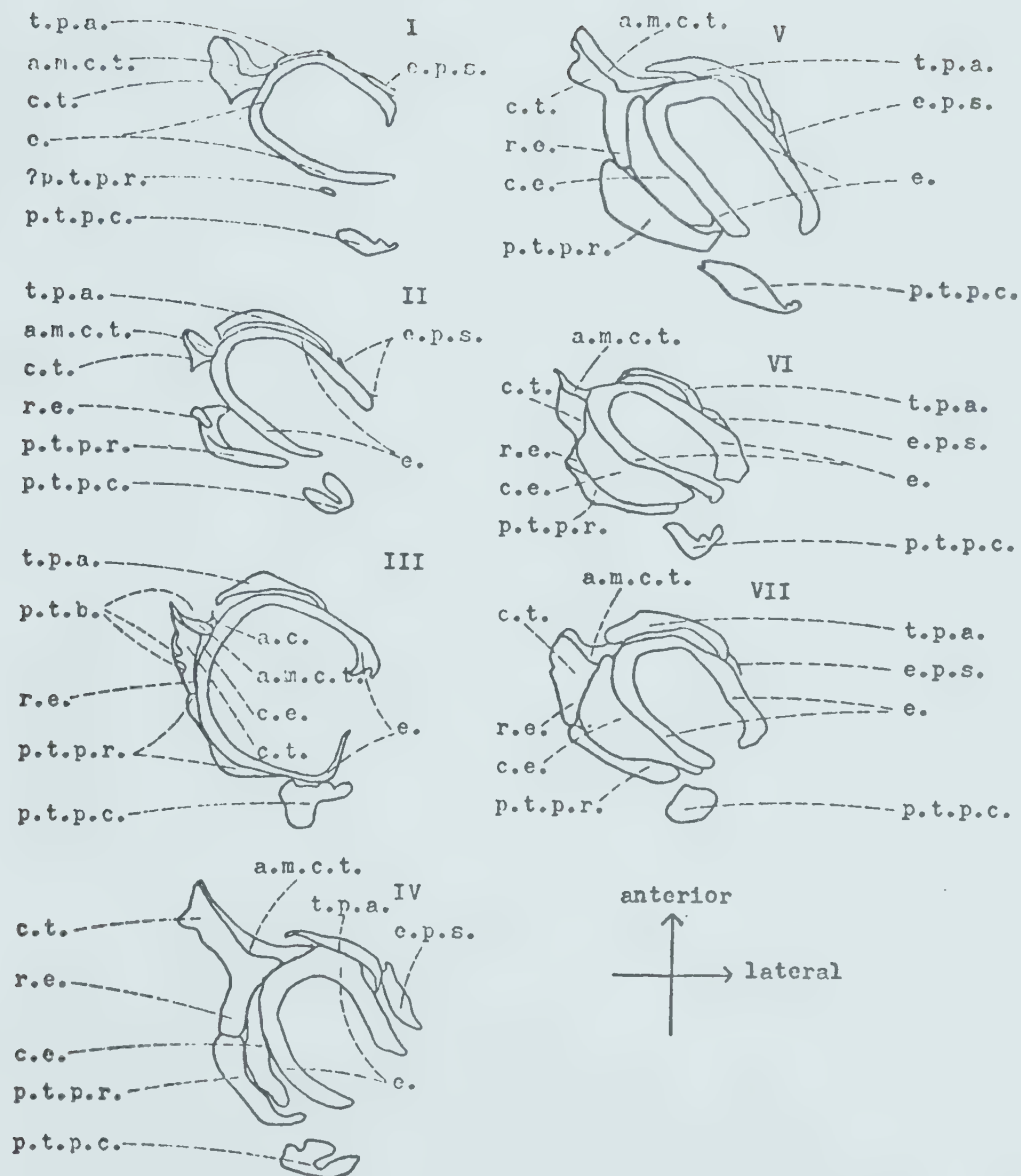 I
t.p.a.
a.m.c.t.
c.t.
e.
?p.t.p.r.
p.t.p.c.
e.p.s.
II
t.p.a.
a.m.c.t.
c.t.
r.e.
p.t.p.r.
p.t.p.c.
e.p.s.
e.
III
t.p.a.
p.t.b.
r.e.
p.t.p.r.
p.t.p.c.
a.c.
a.m.c.t.
c.e.
c.t.
e.
IV
a.m.c.t.
t.p.a.
e.p.s.
c.t.
r.e.
c.e.
p.t.p.r.
p.t.p.c.
e.
V
a.m.c.t.
c.t.
r.e.
c.e.
p.t.p.r.
t.p.a.
e.p.s.
e.
p.t.p.c.
VI
a.m.c.t.
c.t.
r.e.
c.e.
p.t.p.r.
t.p.a.
e.p.s.
e.
p.t.p.c.
VII
a.m.c.t.
c.t.
r.e.
c.e.
p.t.p.r.
t.p.a.
e.p.s.
e.
p.t.p.c.
anterior
lateral